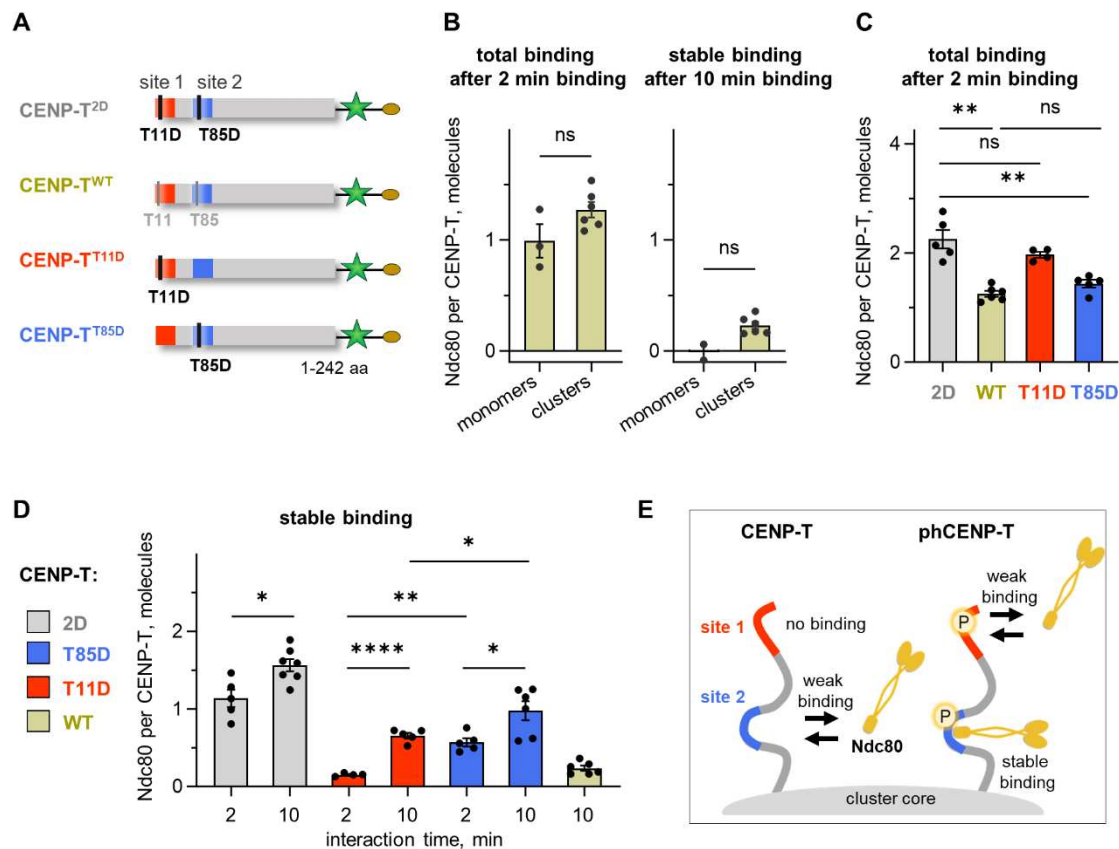 A
site 1 site 2
CENP-T2D
T11D T85D
CENP-TWT
T11 T85
CENP-TT11D
T11D
CENP-TT85D
T85D
1-242 aa
B
total binding
after 2 min binding
stable binding
after 10 min binding
Ndc80 per CENP-T, molecules
ns
1
0
monomers
clusters
ns
1
0
monomers
clusters
C
total binding
after 2 min binding
Ndc80 per CENP-T, molecules
** ns
ns
**
4
2
0
2D WT T11D T85D
D
stable binding
CENP-T:
2D
T85D
T11D
WT
Ndc80 per CENP-T, molecules
*
* ** 
**** *
2
1
0
2 10 2 10 2 10 10
interaction time, min
E
CENP-T phCENP-T
weak
binding
P
site 1 no binding
weak
binding
site 2
P
Ndc80
stable
binding
cluster core